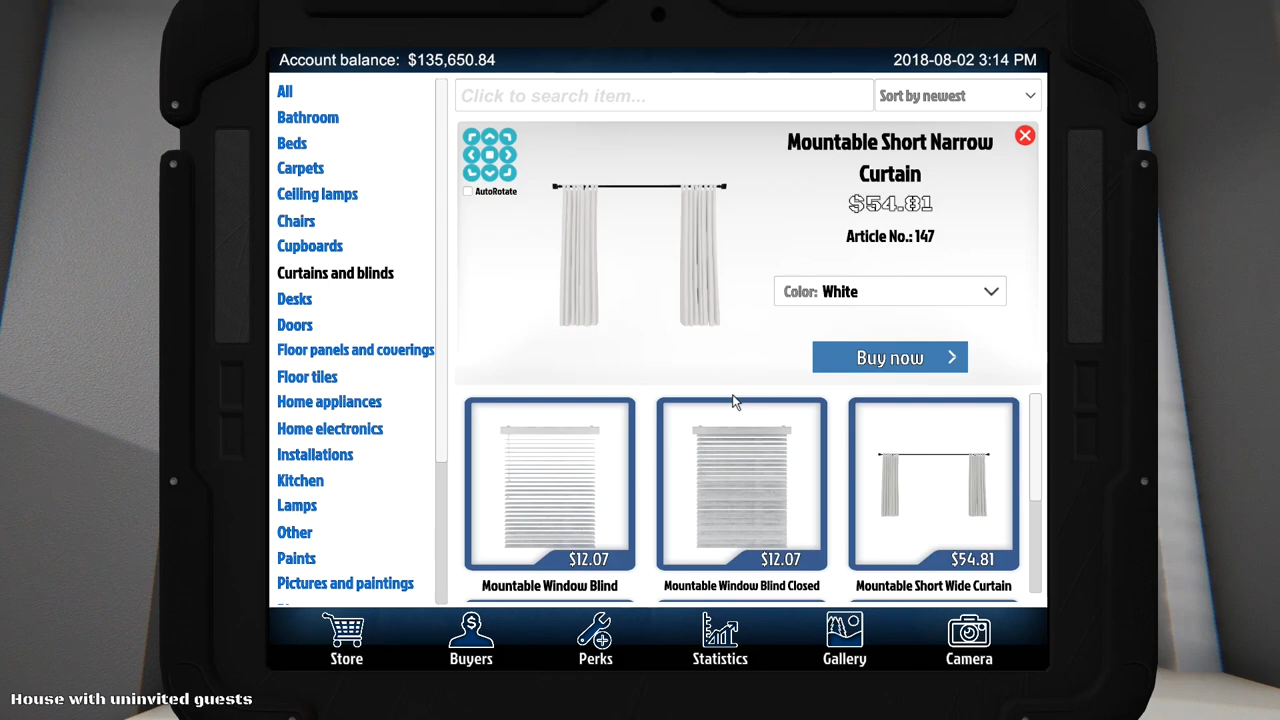 Account balance: $135,650.84
2018-08-02 3:14 PM
All
Bathroom
Beds
Carpets
Ceiling lamps
Chairs
Cupboards
Curtains and blinds
Desks
Doors
Floor panels and coverings
Floor tiles
Home appliances
Home electronics
Installations
Kitchen
Lamps
Other
Paints
Pictures and paintings
Click to search item...
Sort by newest
AutoRotate
Mountable Short Narrow
Curtain
$54.81
Article No.: 147
Color: White
Buy now
$12.07
Mountable Window Blind
$12.07
Mountable Window Blind Closed
$54.81
Mountable Short Wide Curtain
Store
Buyers
Perks
Statistics
Gallery
Camera
House with uninvited guests